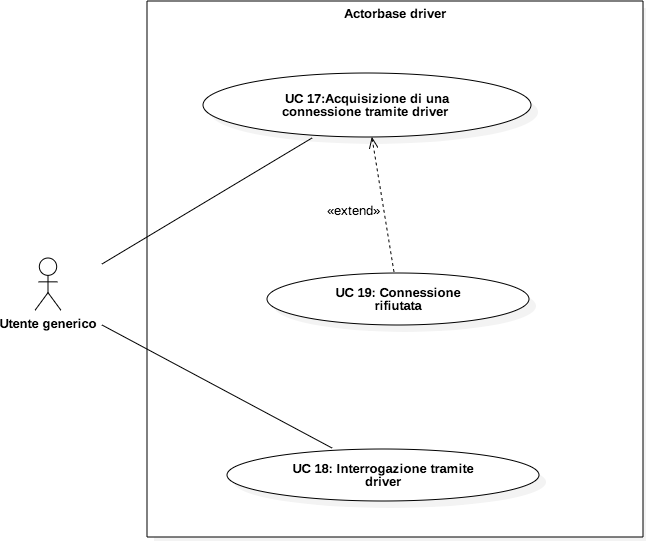 Actorbase driver
UC 17:Acquisizione di una
connessione tramite driver
«extend»
UC 19: Connessione
rifiutata
Utente generico
UC 18: Interrogazione tramite
driver